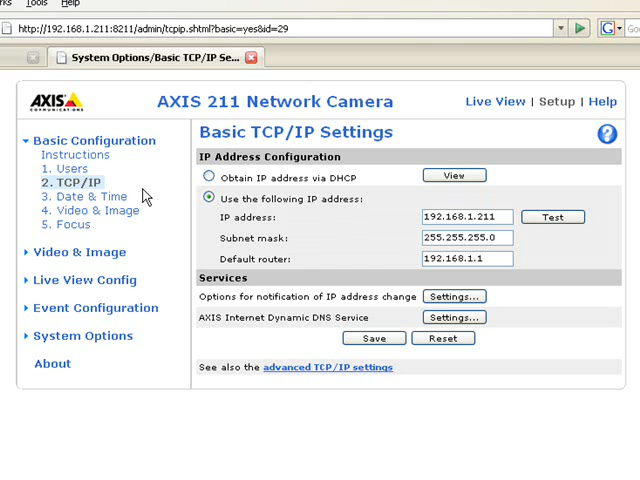 Tools Help
http://192.168.1.211:8211/admin/tcpip.shtml?basic=yes&id=29
G
System Options/Basic TCP/IP Se...
AXIS
COMMUNICATIONS
AXIS 211 Network Camera
Live View | Setup | Help
Basic Configuration
Instructions
1. Users
2. TCP/IP
3. Date & Time
4. Video & Image
5. Focus
Video & Image
Live View Config
Event Configuration
System Options
About
Basic TCP/IP Settings
?
IP Address Configuration
Obtain IP address via DHCP View
Use the following IP address:
IP address: 192.168.1.211 Test
Subnet mask: 255.255.255.0
Default router: 192.168.1.1
Services
Options for notification of IP address change Settings...
AXIS Internet Dynamic DNS Service Settings...
Save Reset
See also the advanced TCP/IP settings